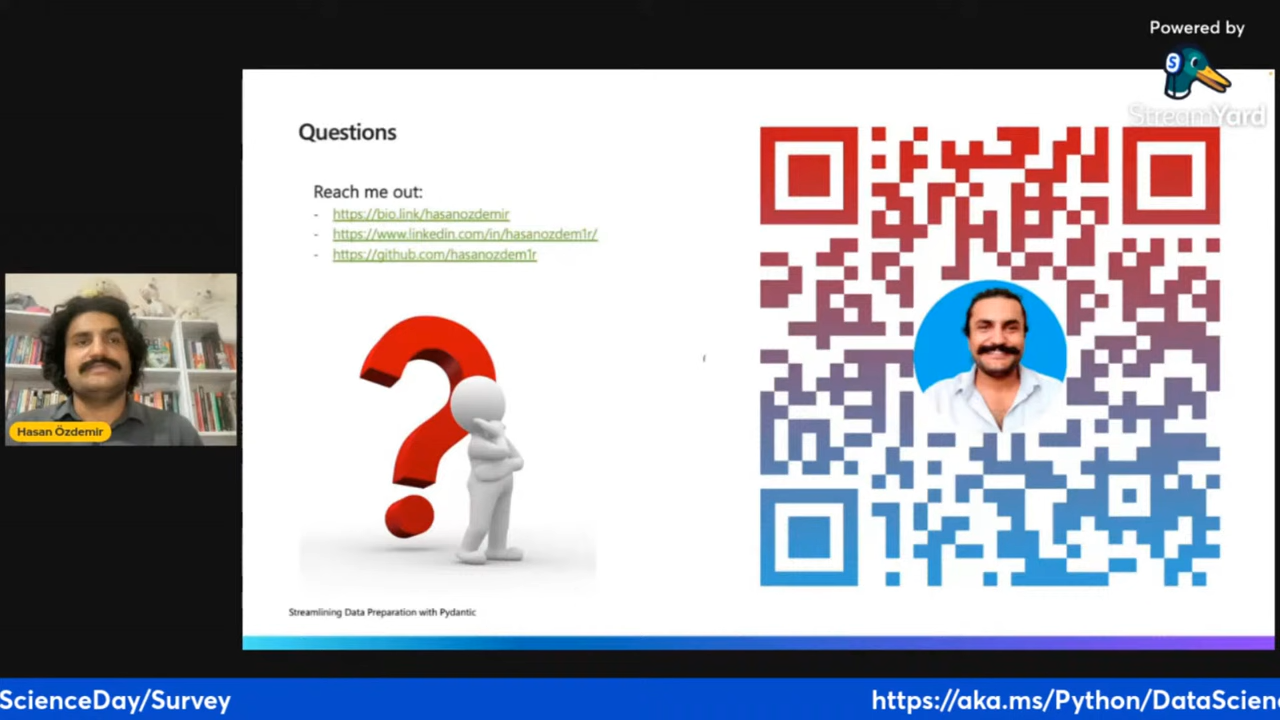 Powered by
StreamYard
Questions
Reach me out:
- https://bio.link/hasanozdemir
- https://www.linkedin.com/in/hasanozdem1r/
- https://github.com/hasanozdem1r
Hasan Özdemir
Streamlining Data Preparation with Pydantic
ScienceDay/Survey
https://aka.ms/Python/DataScien